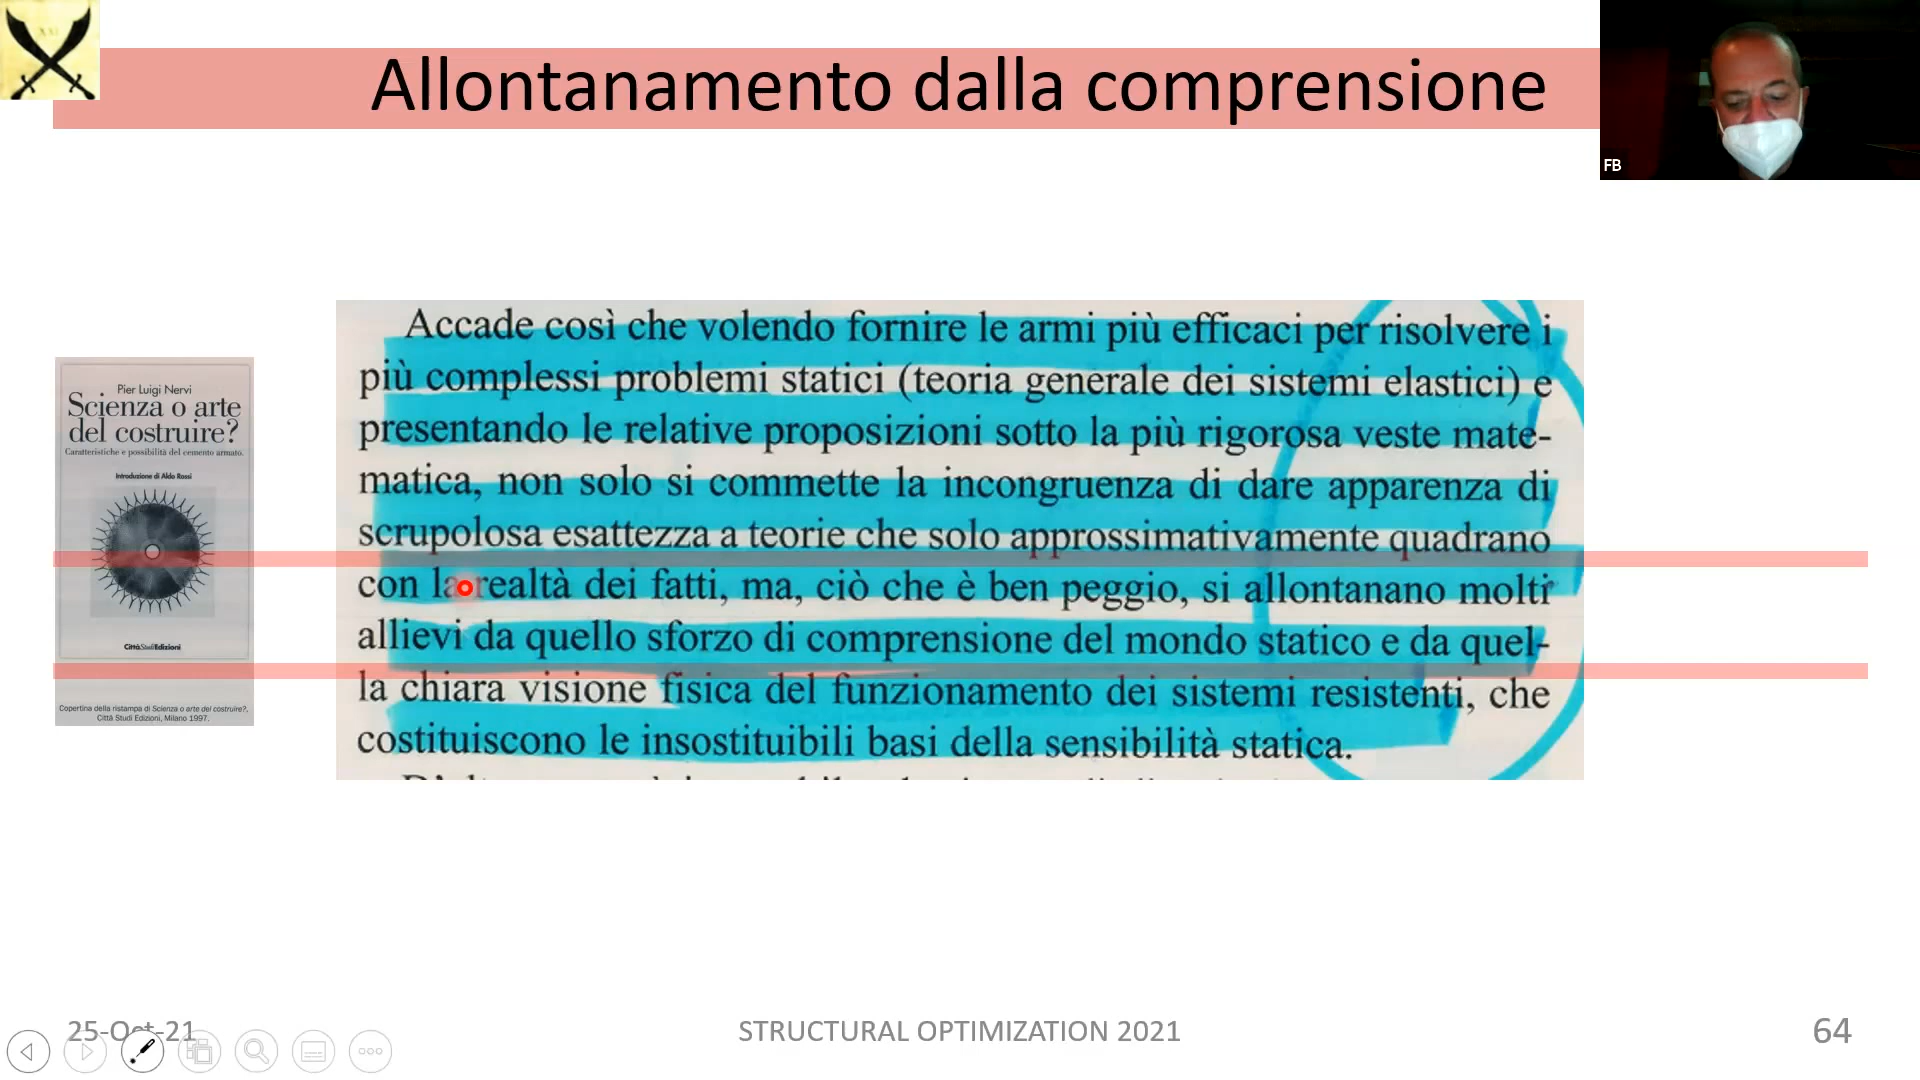 XXI
Allontanamento dalla comprensione
FB
Accade così che volendo fornire le armi più efficaci per risolvere i
più complessi problemi statici (teoria generale dei sistemi elastici) e
presentando le relative proposizioni sotto la più rigorosa veste mate-
matica, non solo si commette la incongruenza di dare apparenza di
scrupolosa esattezza a teorie che solo approssimativamente quadrano
con la realtà dei fatti, ma, ciò che è ben peggio, si allontanano molti
allievi da quello sforzo di comprensione del mondo statico e da quel-
la chiara visione fisica del funzionamento dei sistemi resistenti, che
costituiscono le insostituibili basi della sensibilità statica.
Pier Luigi Nervi
Scienza o arte
del costruire?
Caratteristiche e possibilità del cemento armato.
Introduzione di Aldo Rossi
CittàStudiEdizioni
Copertina della ristampa di Scienza o arte del costruire?,
Città Studi Edizioni, Milano 1997.
25-Oct-21
STRUCTURAL OPTIMIZATION 2021
64